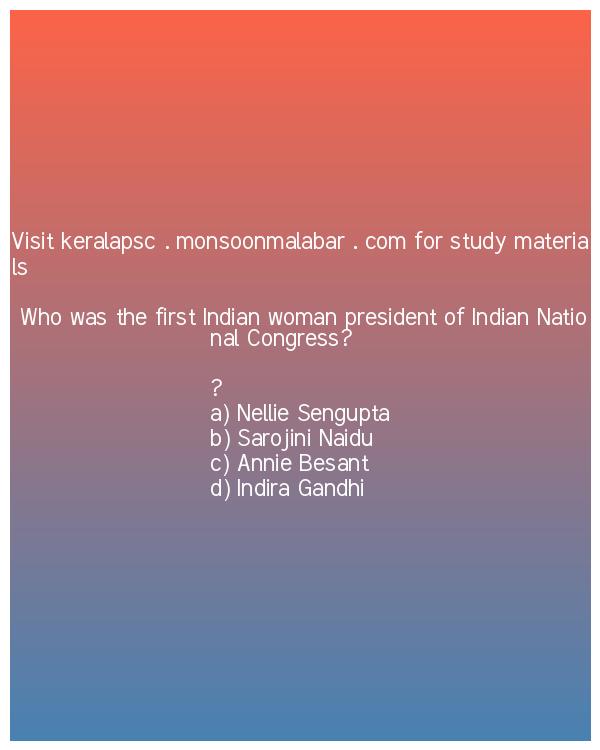 Visit keralapsc . monsoonmalabar . com for study materia
ls
Who was the first Indian woman president of Indian Natio
nal Congress?
?
a) Nellie Sengupta
b) Sarojini Naidu
c) Annie Besant
d) Indira Gandhi